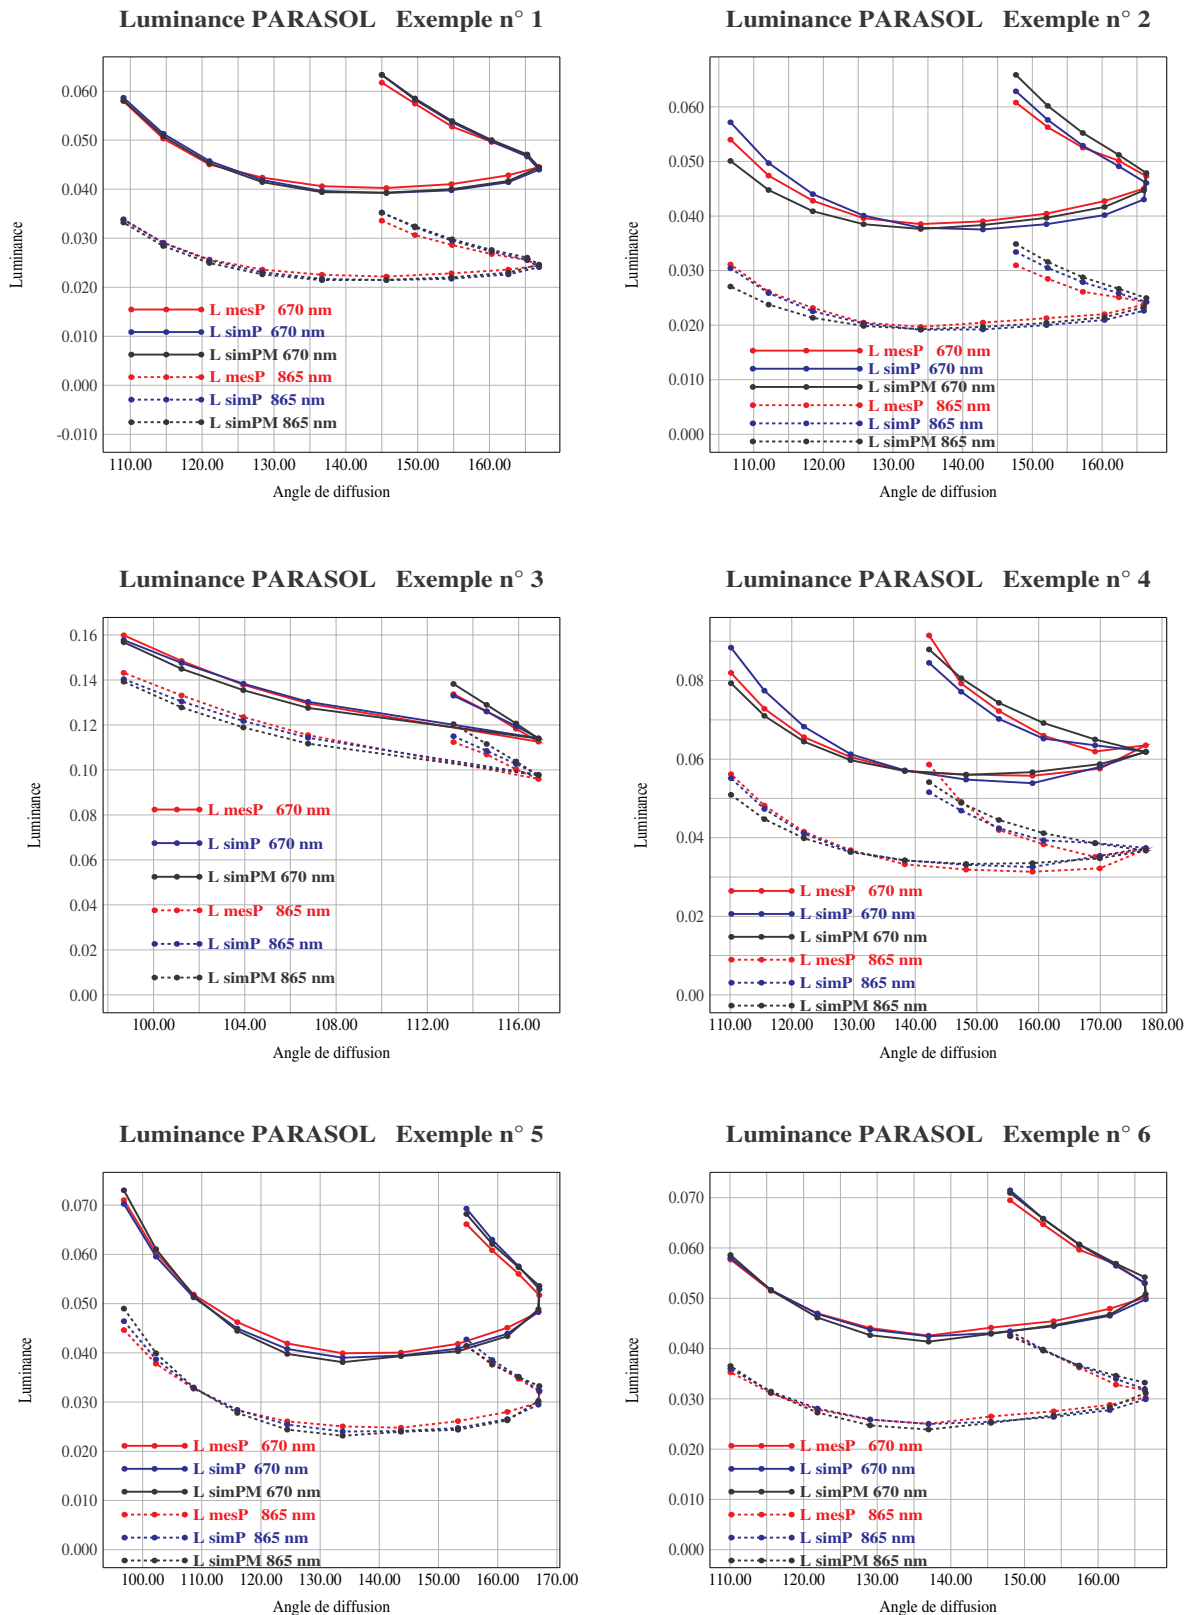 Luminance PARASOL Exemple n° 1
Luminance
0.060
0.050
0.040
0.030
0.020
0.010
0.000
-0.010
L mesP 670 nm
L simP 670 nm
L simPM 670 nm
L mesP 865 nm
L simP 865 nm
L simPM 865 nm
110.00 120.00 130.00 140.00 150.00 160.00
Angle de diffusion
Luminance PARASOL Exemple n° 2
Luminance
0.060
0.050
0.040
0.030
0.020
0.010
0.000
L mesP 670 nm
L simP 670 nm
L simPM 670 nm
L mesP 865 nm
L simP 865 nm
L simPM 865 nm
110.00 120.00 130.00 140.00 150.00 160.00
Angle de diffusion
Luminance PARASOL Exemple n° 3
Luminance
0.16
0.14
0.12
0.10
0.08
0.06
0.04
0.02
0.00
L mesP 670 nm
L simP 670 nm
L simPM 670 nm
L mesP 865 nm
L simP 865 nm
L simPM 865 nm
100.00 104.00 108.00 112.00 116.00
Angle de diffusion
Luminance PARASOL Exemple n° 4
Luminance
0.08
0.06
0.04
0.02
0.00
L mesP 670 nm
L simP 670 nm
L simPM 670 nm
L mesP 865 nm
L simP 865 nm
L simPM 865 nm
110.00 120.00 130.00 140.00 150.00 160.00 170.00 180.00
Angle de diffusion
Luminance PARASOL Exemple n° 5
Luminance
0.070
0.060
0.050
0.040
0.030
0.020
0.010
0.000
L mesP 670 nm
L simP 670 nm
L simPM 670 nm
L mesP 865 nm
L simP 865 nm
L simPM 865 nm
100.00 110.00 120.00 130.00 140.00 150.00 160.00 170.00
Angle de diffusion
Luminance PARASOL Exemple n° 6
Luminance
0.070
0.060
0.050
0.040
0.030
0.020
0.010
0.000
L mesP 670 nm
L simP 670 nm
L simPM 670 nm
L mesP 865 nm
L simP 865 nm
L simPM 865 nm
110.00 120.00 130.00 140.00 150.00 160.00
Angle de diffusion